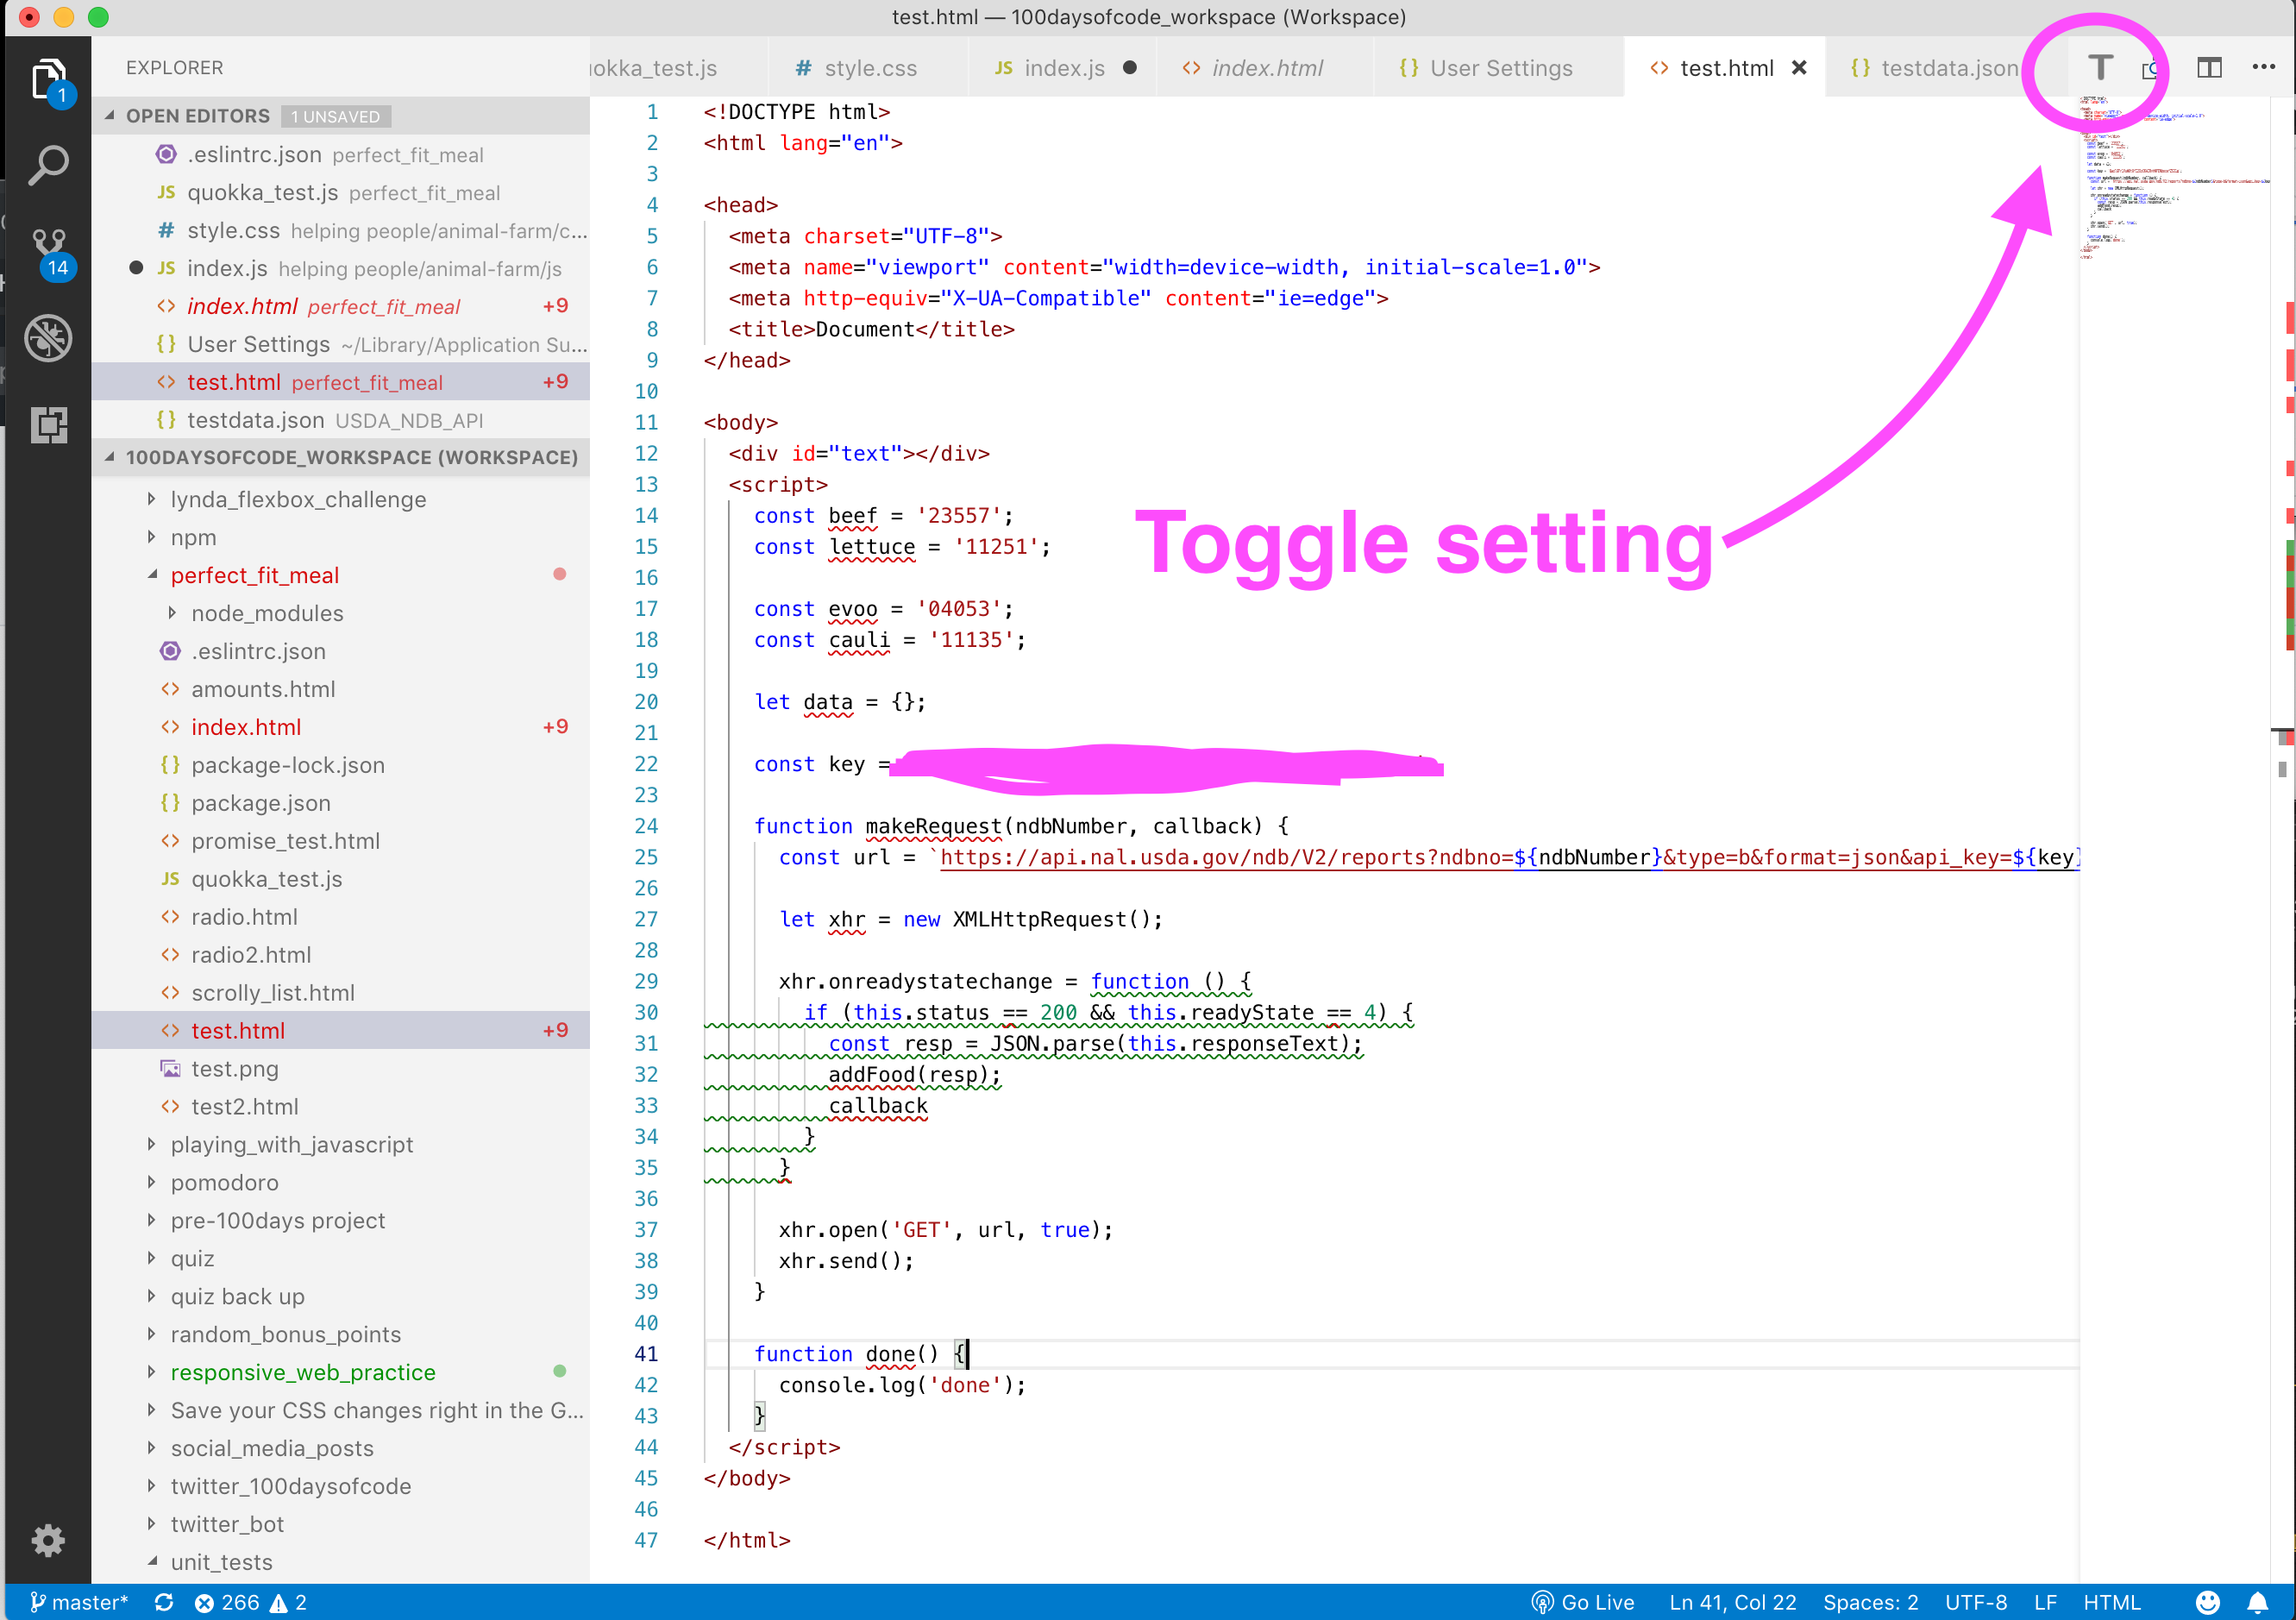 test.html — 100daysofcode_workspace (Workspace)
EXPLORER
OPEN EDITORS 1 UNSAVED
.eslintrc.json perfect_fit_meal
quokka_test.js perfect_fit_meal
style.css helping people/animal-farm/c...
index.js helping people/animal-farm/js
index.html perfect_fit_meal +9
User Settings ~/Library/Application Su...
test.html perfect_fit_meal +9
testdata.json USDA_NDB_API
100DAYSOFCODE_WORKSPACE (WORKSPACE)
lynda_flexbox_challenge
npm
perfect_fit_meal
node_modules
.eslintrc.json
amounts.html
index.html +9
package-lock.json
package.json
promise_test.html
quokka_test.js
radio.html
radio2.html
scrolly_list.html
test.html +9
test.png
test2.html
playing_with_javascript
pomodoro
pre-100days project
quiz
quiz back up
random_bonus_points
responsive_web_practice
Save your CSS changes right in the G...
social_media_posts
twitter_100daysofcode
twitter_bot
unit_tests
1
14
okka_test.js # style.css JS index.js <> index.html {} User Settings <> test.html {} testdata.json T
1 <!DOCTYPE html>
2 <html lang="en">
3
4 <head>
5 <meta charset="UTF-8">
6 <meta name="viewport" content="width=device-width, initial-scale=1.0">
7 <meta http-equiv="X-UA-Compatible" content="ie=edge">
8 <title>Document</title>
9 </head>
10
11 <body>
12 <div id="text"></div>
13 <script>
14 const beef = '23557';
15 const lettuce = '11251';
16
17 const evoo = '04053';
18 const cauli = '11135';
19
20 let data = {};
21
22 const key =
23
24 function makeRequest(ndbNumber, callback) {
25 const url = `https://api.nal.usda.gov/ndb/V2/reports?ndbno=${ndbNumber}&type=b&format=json&api_key=${key}
26
27 let xhr = new XMLHttpRequest();
28
29 xhr.onreadystatechange = function () {
30 if (this.status == 200 && this.readyState == 4) {
31 const resp = JSON.parse(this.responseText);
32 addFood(resp);
33 callback
34 }
35 }
36
37 xhr.open('GET', url, true);
38 xhr.send();
39 }
40
41 function done() {
42 console.log('done');
43 }
44 </script>
45 </body>
46
47 </html>
Toggle setting
master* 266 2 Go Live Ln 41, Col 22 Spaces: 2 UTF-8 LF HTML